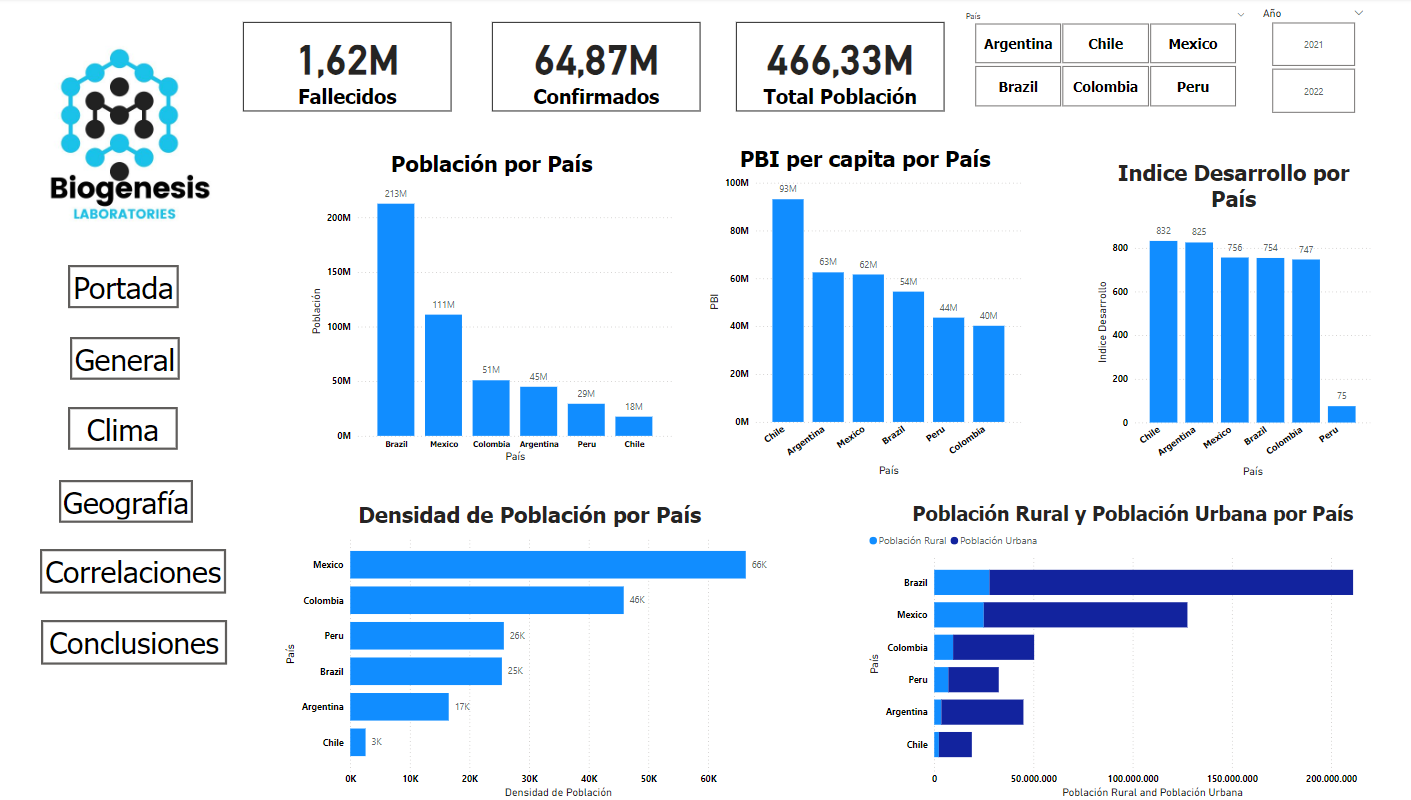 Biogenesis
LABORATORIES
Portada
General
Clima
Geografía
Correlaciones
Conclusiones
1,62M
Fallecidos
64,87M
Confirmados
466,33M
Total Población
País
Argentina Chile Mexico
Brazil Colombia Peru
Año
2021
2022
Población por País
Población
200M
150M
100M
50M
0M
213M
111M
51M
45M
29M
18M
Brazil Mexico Colombia Argentina Peru Chile
País
PBI per capita por País
PBI
100M
80M
60M
40M
20M
0M
93M
63M
62M
54M
44M
40M
Chile Argentina Mexico Brazil Peru Colombia
País
Indice Desarrollo por
País
Indice Desarrollo
800
600
400
200
0
832
825
756
754
747
75
Chile Argentina Mexico Brazil Colombia Peru
País
Densidad de Población por País
País
Mexico 66K
Colombia 46K
Peru 26K
Brazil 25K
Argentina 17K
Chile 3K
0K 10K 20K 30K 40K 50K 60K
Densidad de Población
Población Rural y Población Urbana por País
Población Rural Población Urbana
País
Brazil
Mexico
Colombia
Peru
Argentina
Chile
0 50.000.000 100.000.000 150.000.000 200.000.000
Población Rural and Población Urbana